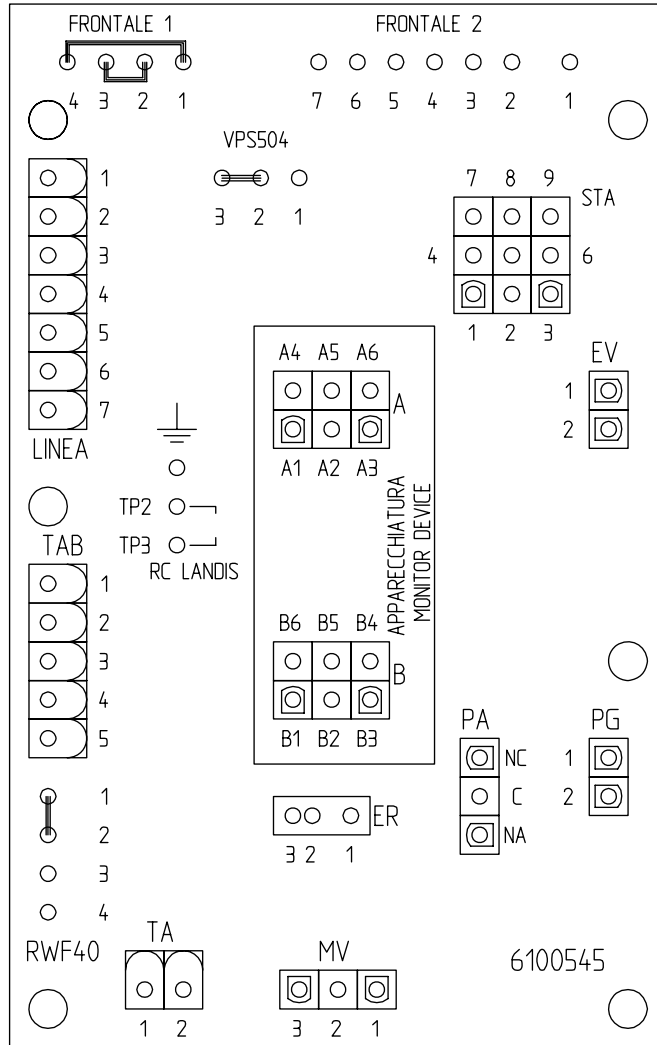 FRONTALE 1
FRONTALE 2
4 3 2 1
7 6 5 4 3 2 1
VPS504
3 2 1
1
2
3
4
5
6
7
LINEA
7 8 9
STA
4 6
1 2 3
EV
1
2
A4 A5 A6
A
A1 A2 A3
TP2
TP3
RC LANDIS
APPARECCHIATURA
MONITOR DEVICE
TAB
1
2
3
4
5
B6 B5 B4
B
B1 B2 B3
PA
NC
C
NA
PG
1
2
1
2
3
4
RWF40
ER
3 2 1
TA
1 2
MV
3 2 1
6100545